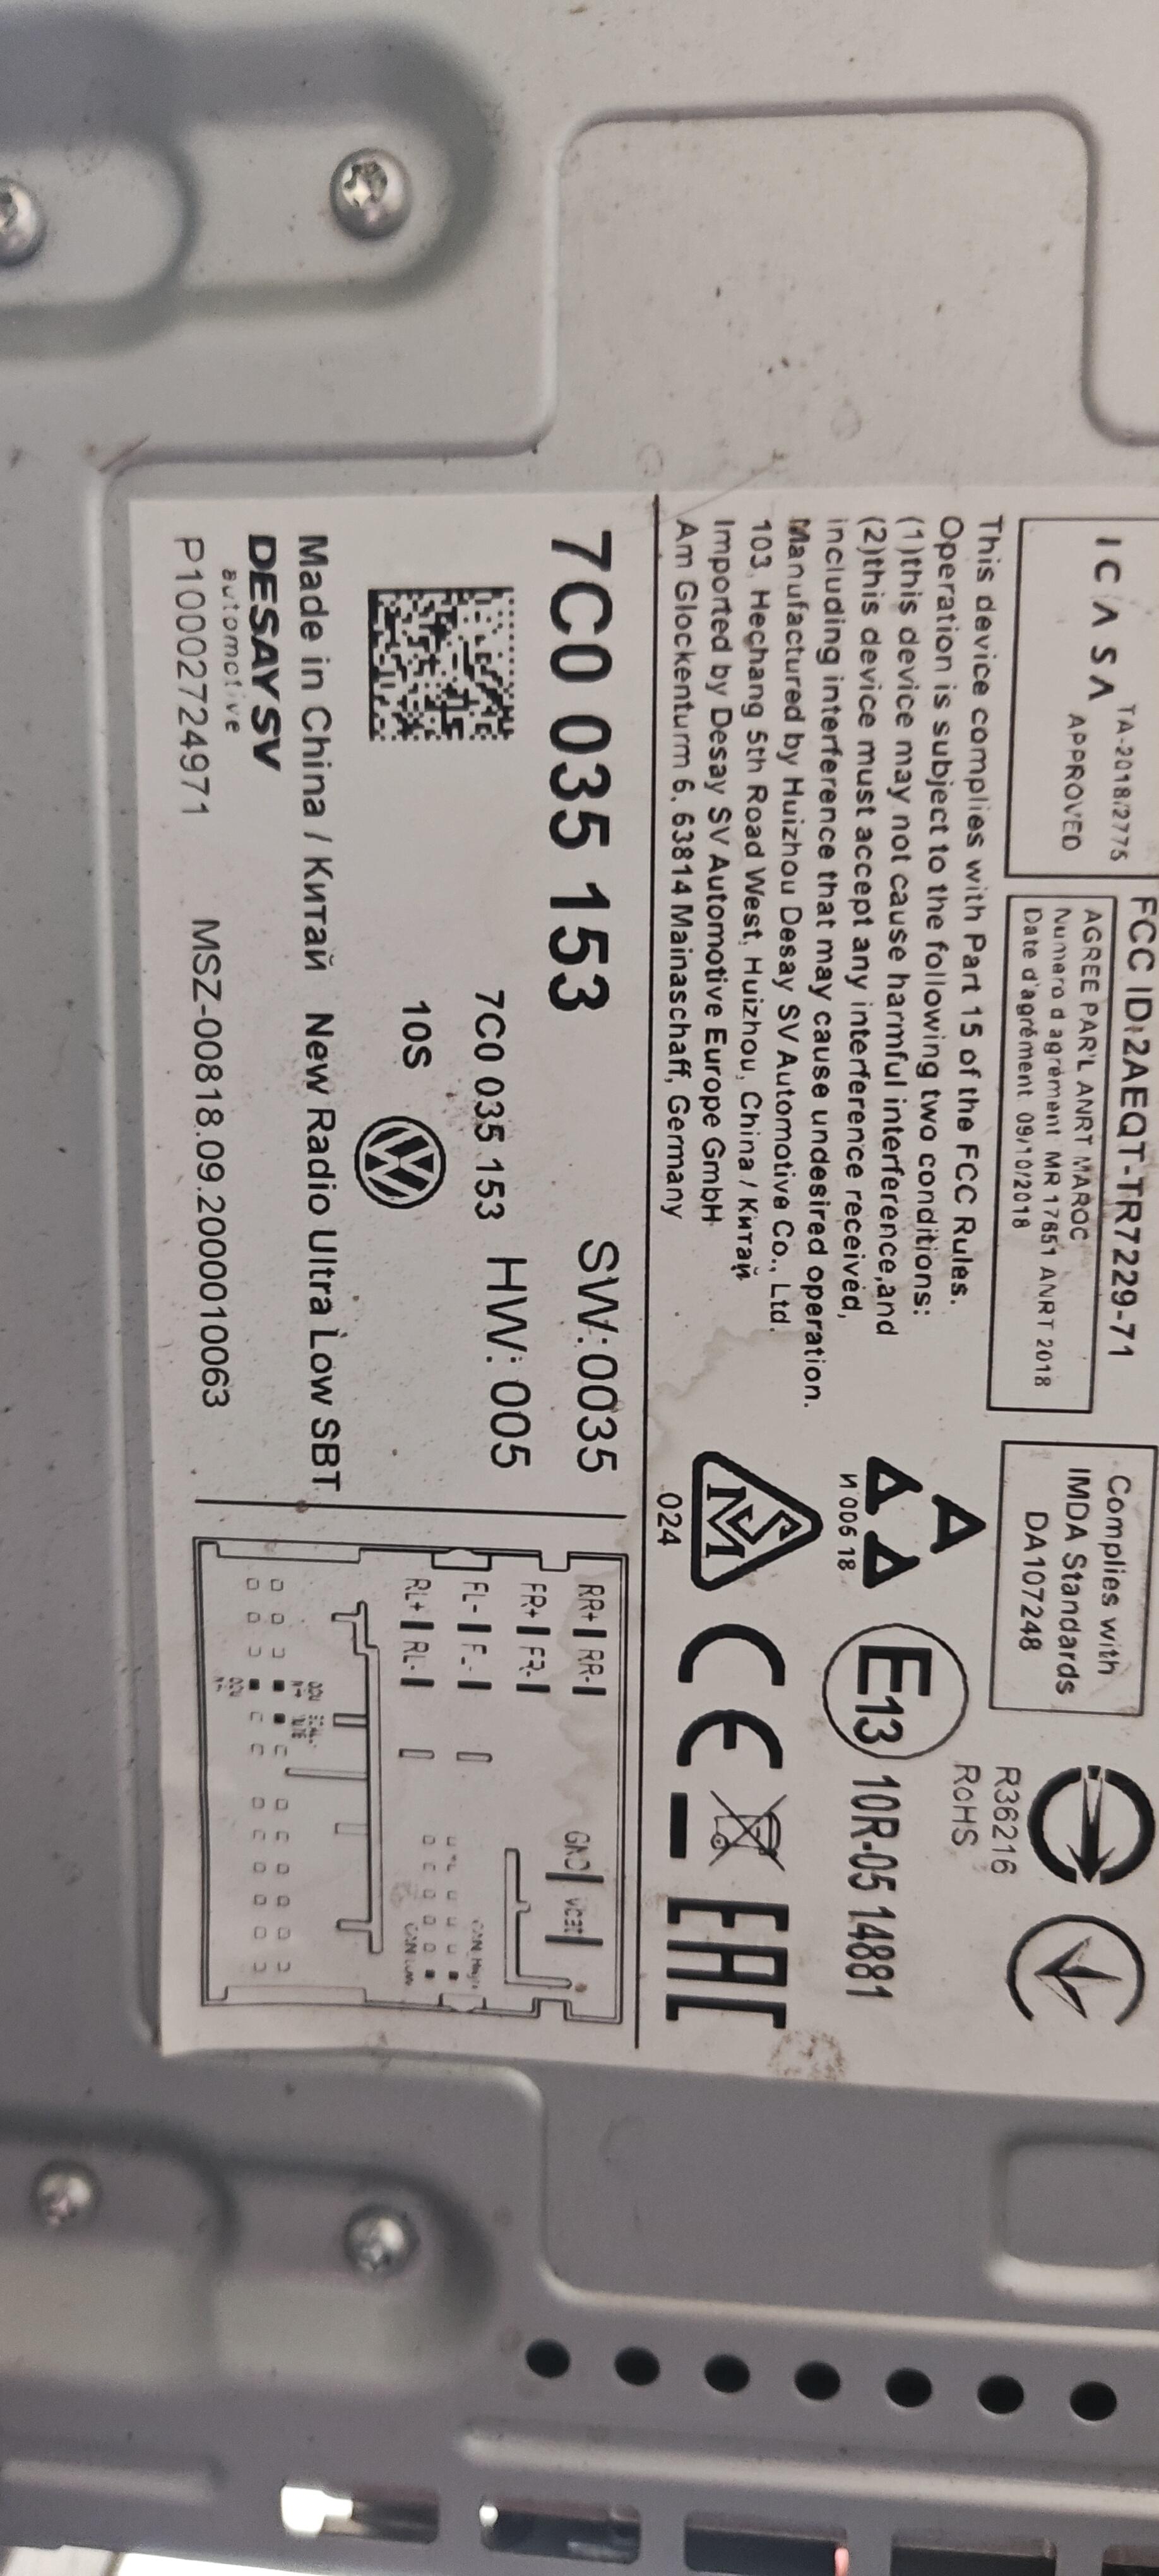 ICASA TA-2018/2775
APPROVED
FCC ID:2AEQT-TR7229-71
AGREE PAR'L ANRT MAROC
Numero d agrément MR 17651 ANRT 2018
Date d'agrément 09/10/2018
Complies with
IMDA Standards
DA107248
R36216
RoHS
This device complies with Part 15 of the FCC Rules.
Operation is subject to the following two conditions:
(1)this device may not cause harmful interference,and
(2)this device must accept any interference received,
including interference that may cause undesired operation.
Manufactured by Huizhou Desay SV Automotive Co., Ltd.
103, Hechang 5th Road West, Huizhou, China / Китай
Imported by Desay SV Automotive Europe GmbH
Am Glockenturm 6, 63814 Mainaschaff, Germany
И 005 18
E13 10R-05 14881
SM
024
CE
EAC
7C0 035 153
SW:0035
7C0 035 153 HW:005
10S
VW
Made in China / Китай New Radio Ultra Low SBT
DESAY SV
automotive
P10002724971 MSZ-00818.09.2000010063
RR+ RR-
FR+ FR-
RL+ RL-
GND Vbat